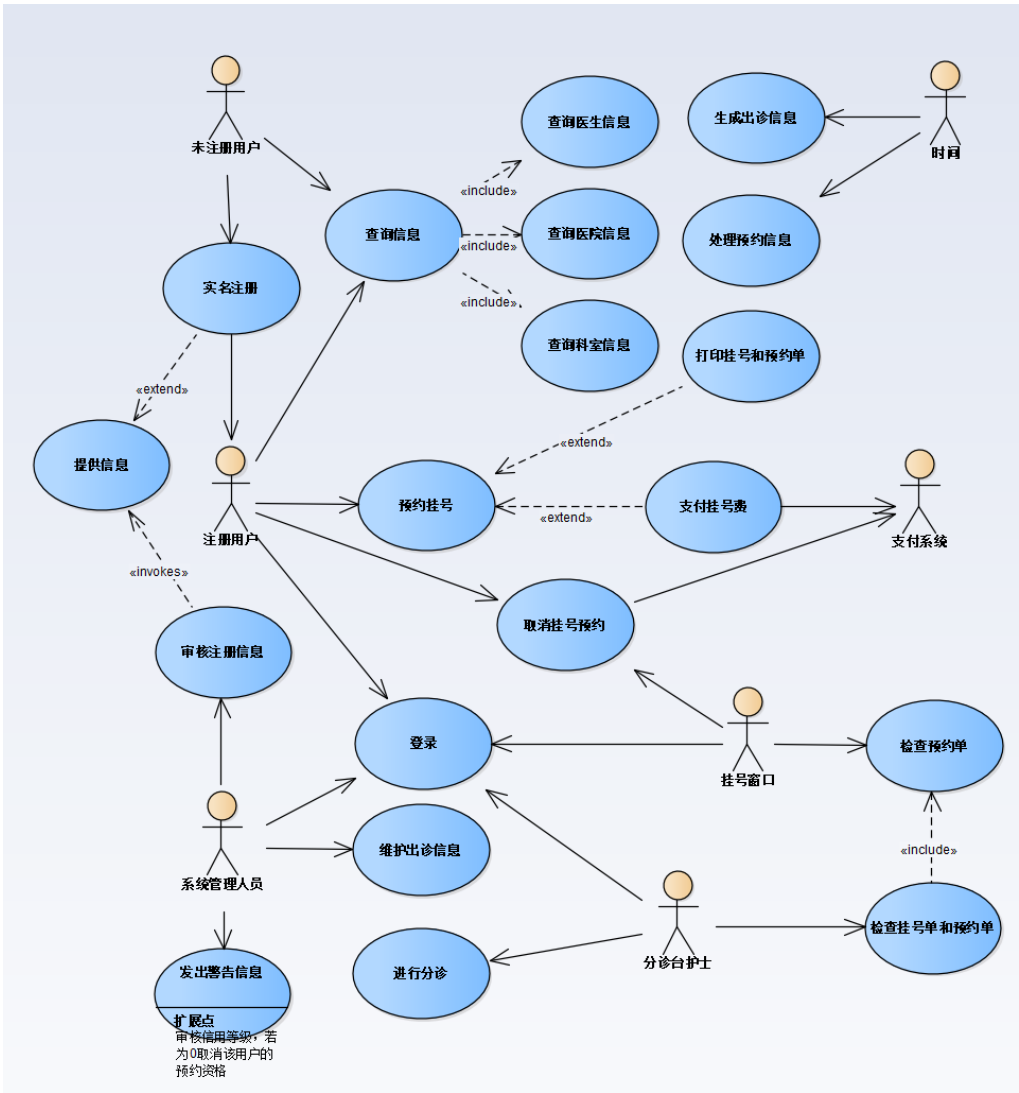 未注册用户
时间
查询医生信息
生成出诊信息
«include»
查询信息
查询医院信息
处理预约信息
«include»
实名注册
«include»
查询科室信息
打印挂号和预约单
«extend»
提供信息
«extend»
预约挂号
支付挂号费
«extend»
注册用户
支付系统
«invokes»
取消挂号预约
审核注册信息
登录
检查预约单
挂号窗口
维护出诊信息
«include»
系统管理人员
检查挂号单和预约单
分诊台护士
发出警告信息
进行分诊
扩展点
审核信用等级，若
为0取消该用户的
预约资格